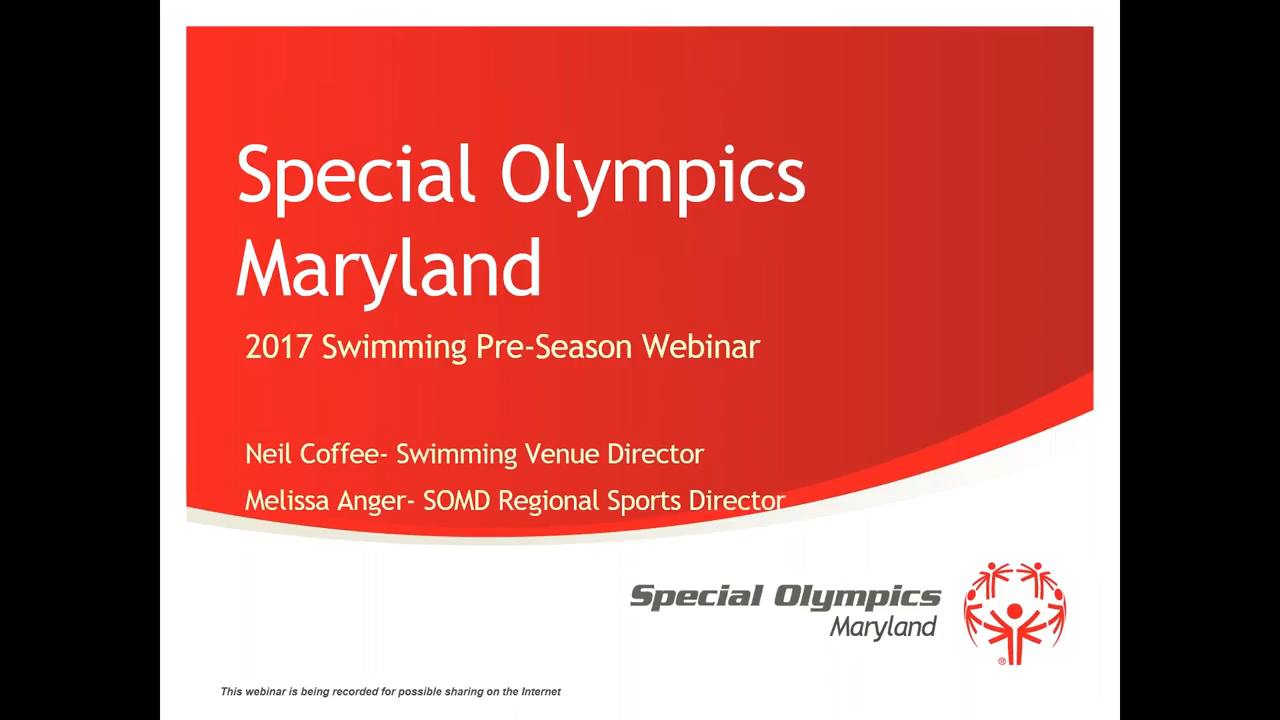 Special Olympics
Maryland
2017 Swimming Pre-Season Webinar
Neil Coffee- Swimming Venue Director
Melissa Anger- SOMD Regional Sports Director
Special Olympics
Maryland
®
This webinar is being recorded for possible sharing on the Internet